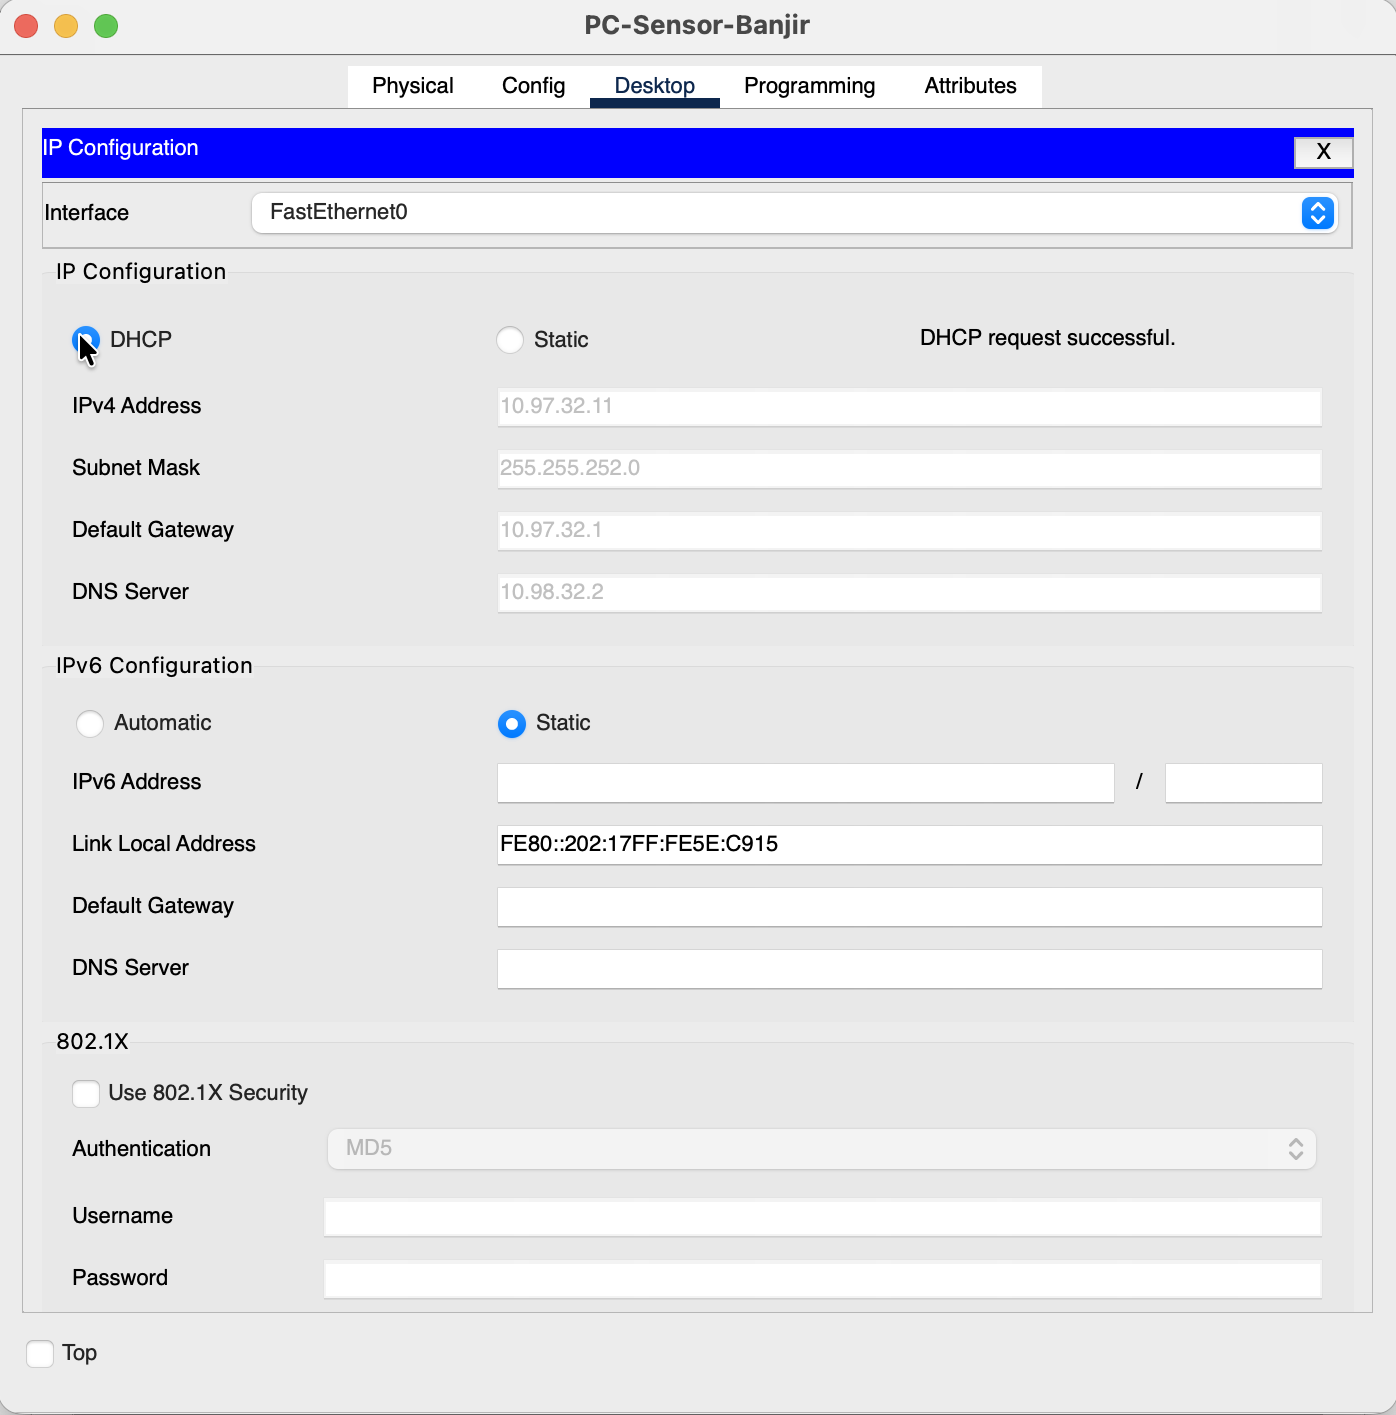 PC-Sensor-Banjir
Physical Config Desktop Programming Attributes
IP Configuration X
Interface FastEthernet0
IP Configuration
DHCP Static DHCP request successful.
IPv4 Address 10.97.32.11
Subnet Mask 255.255.252.0
Default Gateway 10.97.32.1
DNS Server 10.98.32.2
IPv6 Configuration
Automatic Static
IPv6 Address /
Link Local Address FE80::202:17FF:FE5E:C915
Default Gateway
DNS Server
802.1X
Use 802.1X Security
Authentication MD5
Username
Password
Top